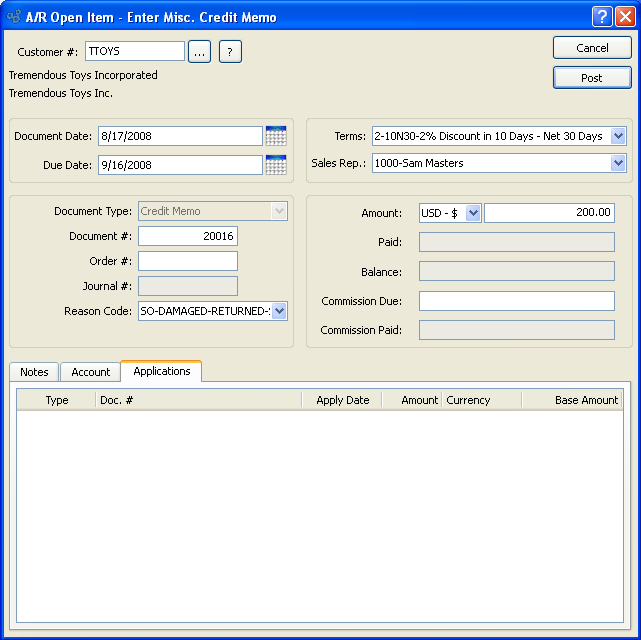 A/R Open Item - Enter Misc. Credit Memo
Customer #: TTOYS ... ?
Cancel
Tremendous Toys Incorporated
Post
Tremendous Toys Inc.
Document Date: 8/17/2008
Terms: 2-10N30-2% Discount in 10 Days - Net 30 Days
Due Date: 9/16/2008
Sales Rep.: 1000-Sam Masters
Document Type: Credit Memo
Amount: USD - $ 200.00
Document #: 20016
Paid:
Order #:
Balance:
Journal #:
Commission Due:
Reason Code: SO-DAMAGED-RETURNED-
Commission Paid:
Notes Account Applications
Type Doc. # Apply Date Amount Currency Base Amount